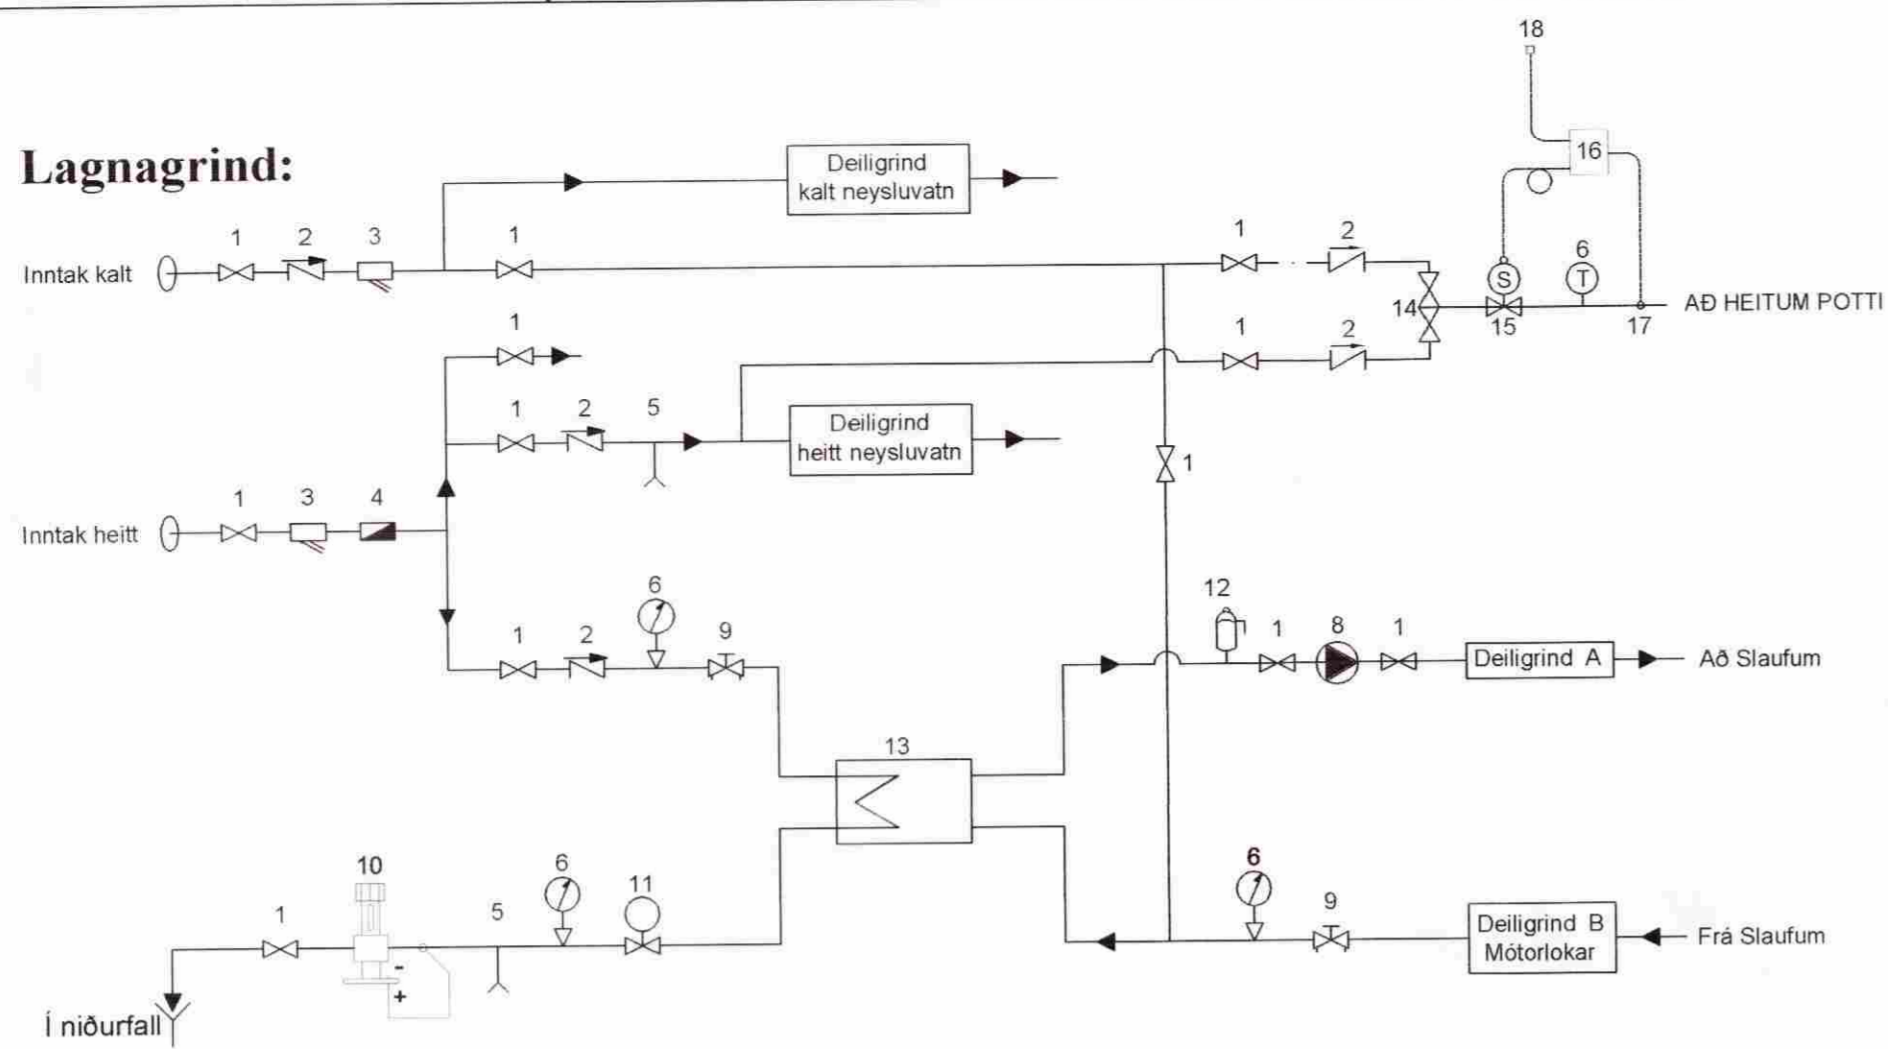 18
Lagnagrind:
Deiligrind
kalt neysluvatn
16
1
2
3
1
1
2
6
Inntak kalt
S
T
14
15
17
AÐ HEITUM POTTI
1
1
2
1
2
5
Deiligrind
heitt neysluvatn
1
1
3
4
Inntak heitt
6
12
1
2
9
1
8
1
Deiligrind A
Að Slaufum
13
10
6
11
6
1
5
9
Deiligrind B
Mótorlokar
Frá Slaufum
-
+
Í niðurfall